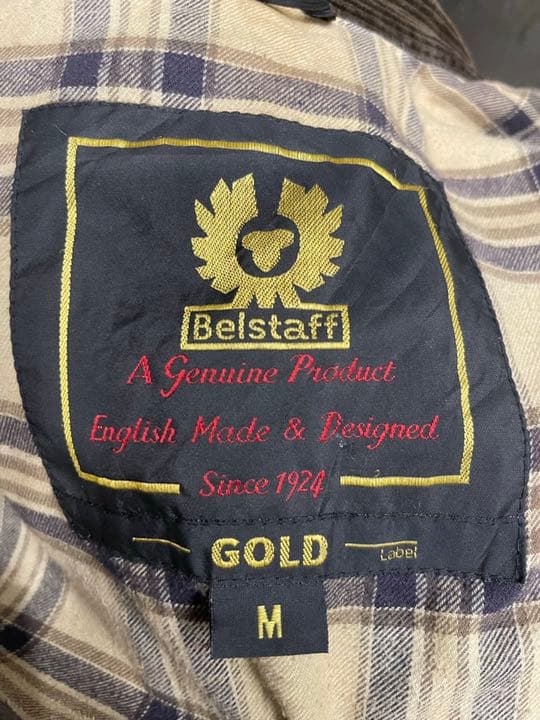 Belstaff
A Genuine Product
English Made & Designed
Since 1924
GOLD Label
M